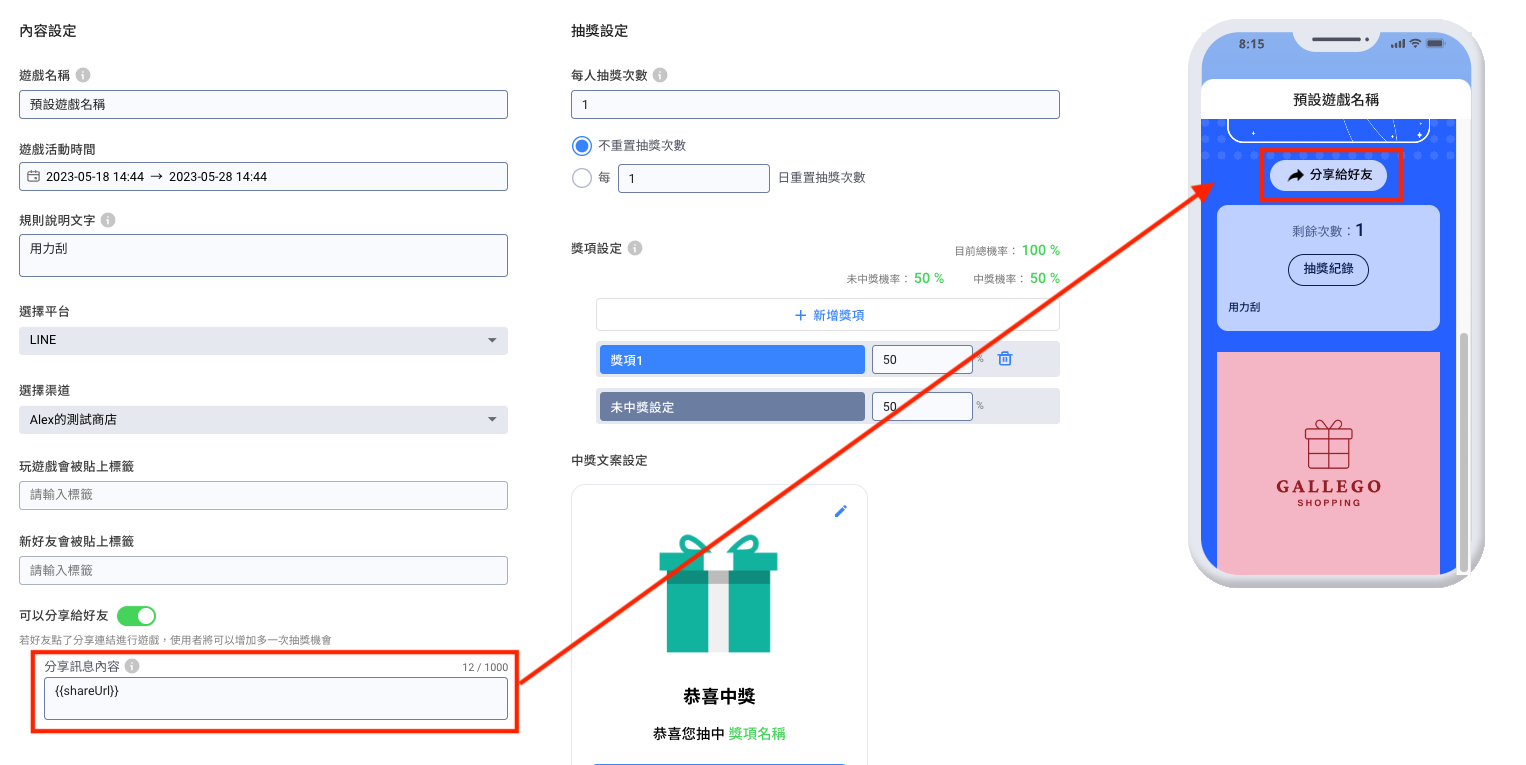 內容設定
遊戲名稱
預設遊戲名稱
遊戲活動時間
2023-05-18 14:44 → 2023-05-28 14:44
規則說明文字
用力刮
選擇平台
LINE
選擇渠道
Alex的測試商店
玩遊戲會被貼上標籤
請輸入標籤
新好友會被貼上標籤
請輸入標籤
可以分享給好友
若好友點了分享連結進行遊戲，使用者將可以增加多一次抽獎機會
分享訊息內容
12 / 1000
{{shareUrl}}
抽獎設定
每人抽獎次數
1
不重置抽獎次數
每 1 日重置抽獎次數
獎項設定
目前總機率： 100 %
未中獎機率： 50 % 中獎機率： 50 %
+ 新增獎項
獎項1 50 %
未中獎設定 50 %
中獎文案設定
恭喜中獎
恭喜您抽中 獎項名稱
8:15
預設遊戲名稱
分享給好友
剩餘次數：1
抽獎紀錄
用力刮
GALLEGO
SHOPPING